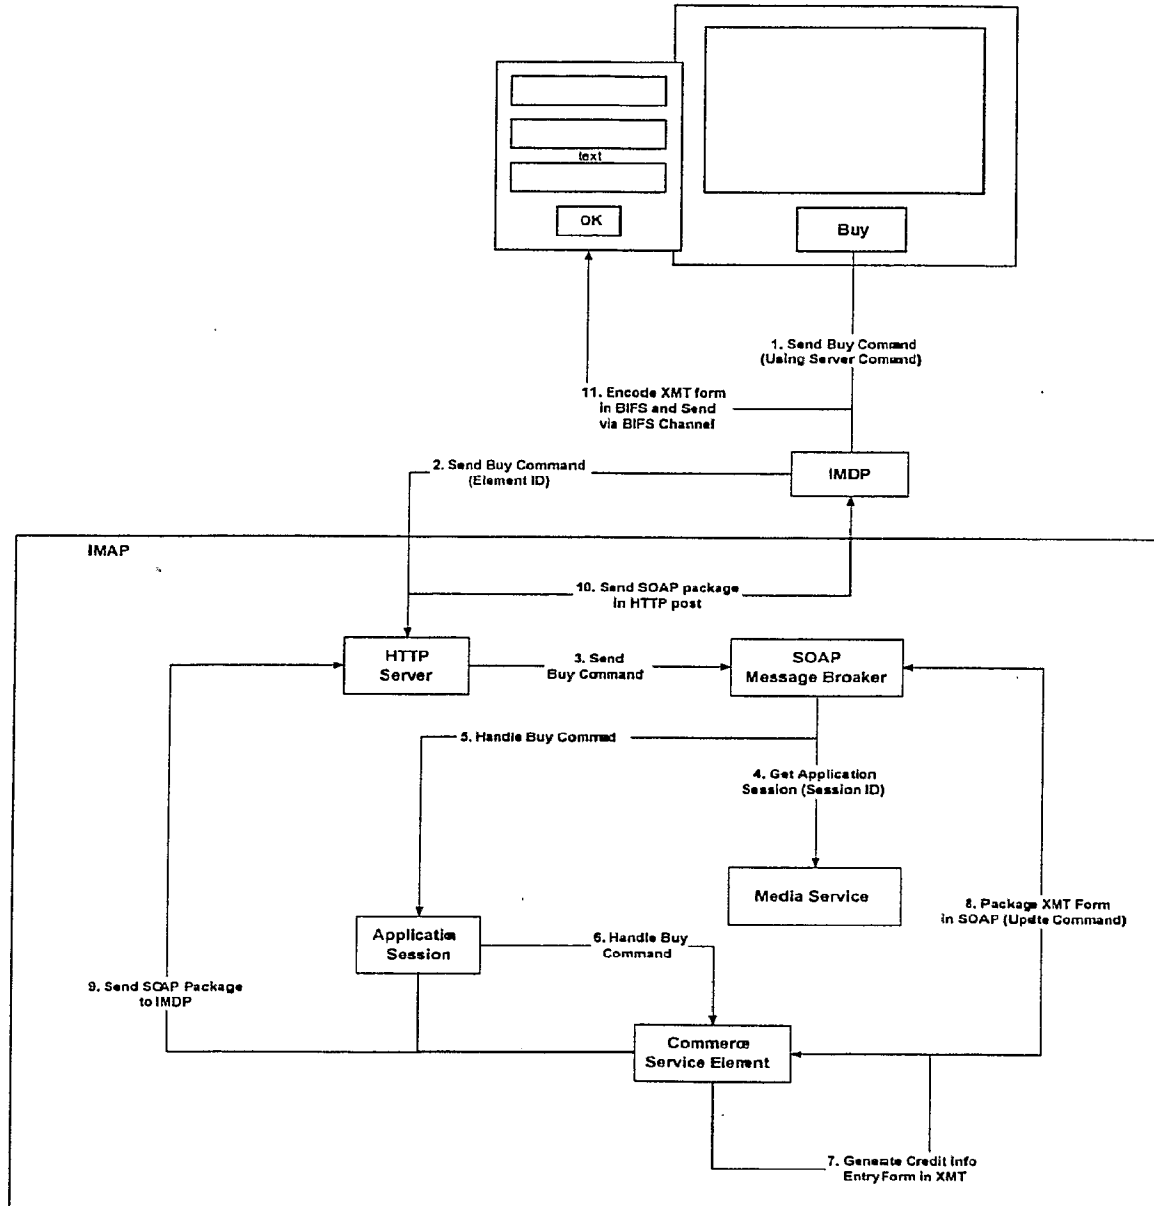 text
OK
Buy
1. Send Buy Command
(Using Server Comand)
11. Encode XMT form
in BIFS and Send
via BIFS Channel
2. Send Buy Command
(Element ID)
IMDP
IMAP
10. Send SOAP package
in HTTP post
HTTP
Server
3. Send
Buy Command
SOAP
Message Broaker
5. Handle Buy Commad
4. Get Application
Session (Session ID)
Media Service
8. Package XMT Form
in SOAP (Update Command)
Application
Session
6. Handle Buy
Command
9. Send SOAP Package
to IMDP
Commerce
Service Element
7. Generate Credit Info
Entry Form in XMT